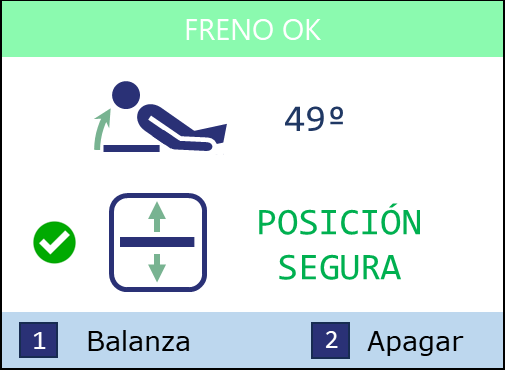 FRENO OK
49º
POSICIÓN
SEGURA
1 Balanza 2 Apagar